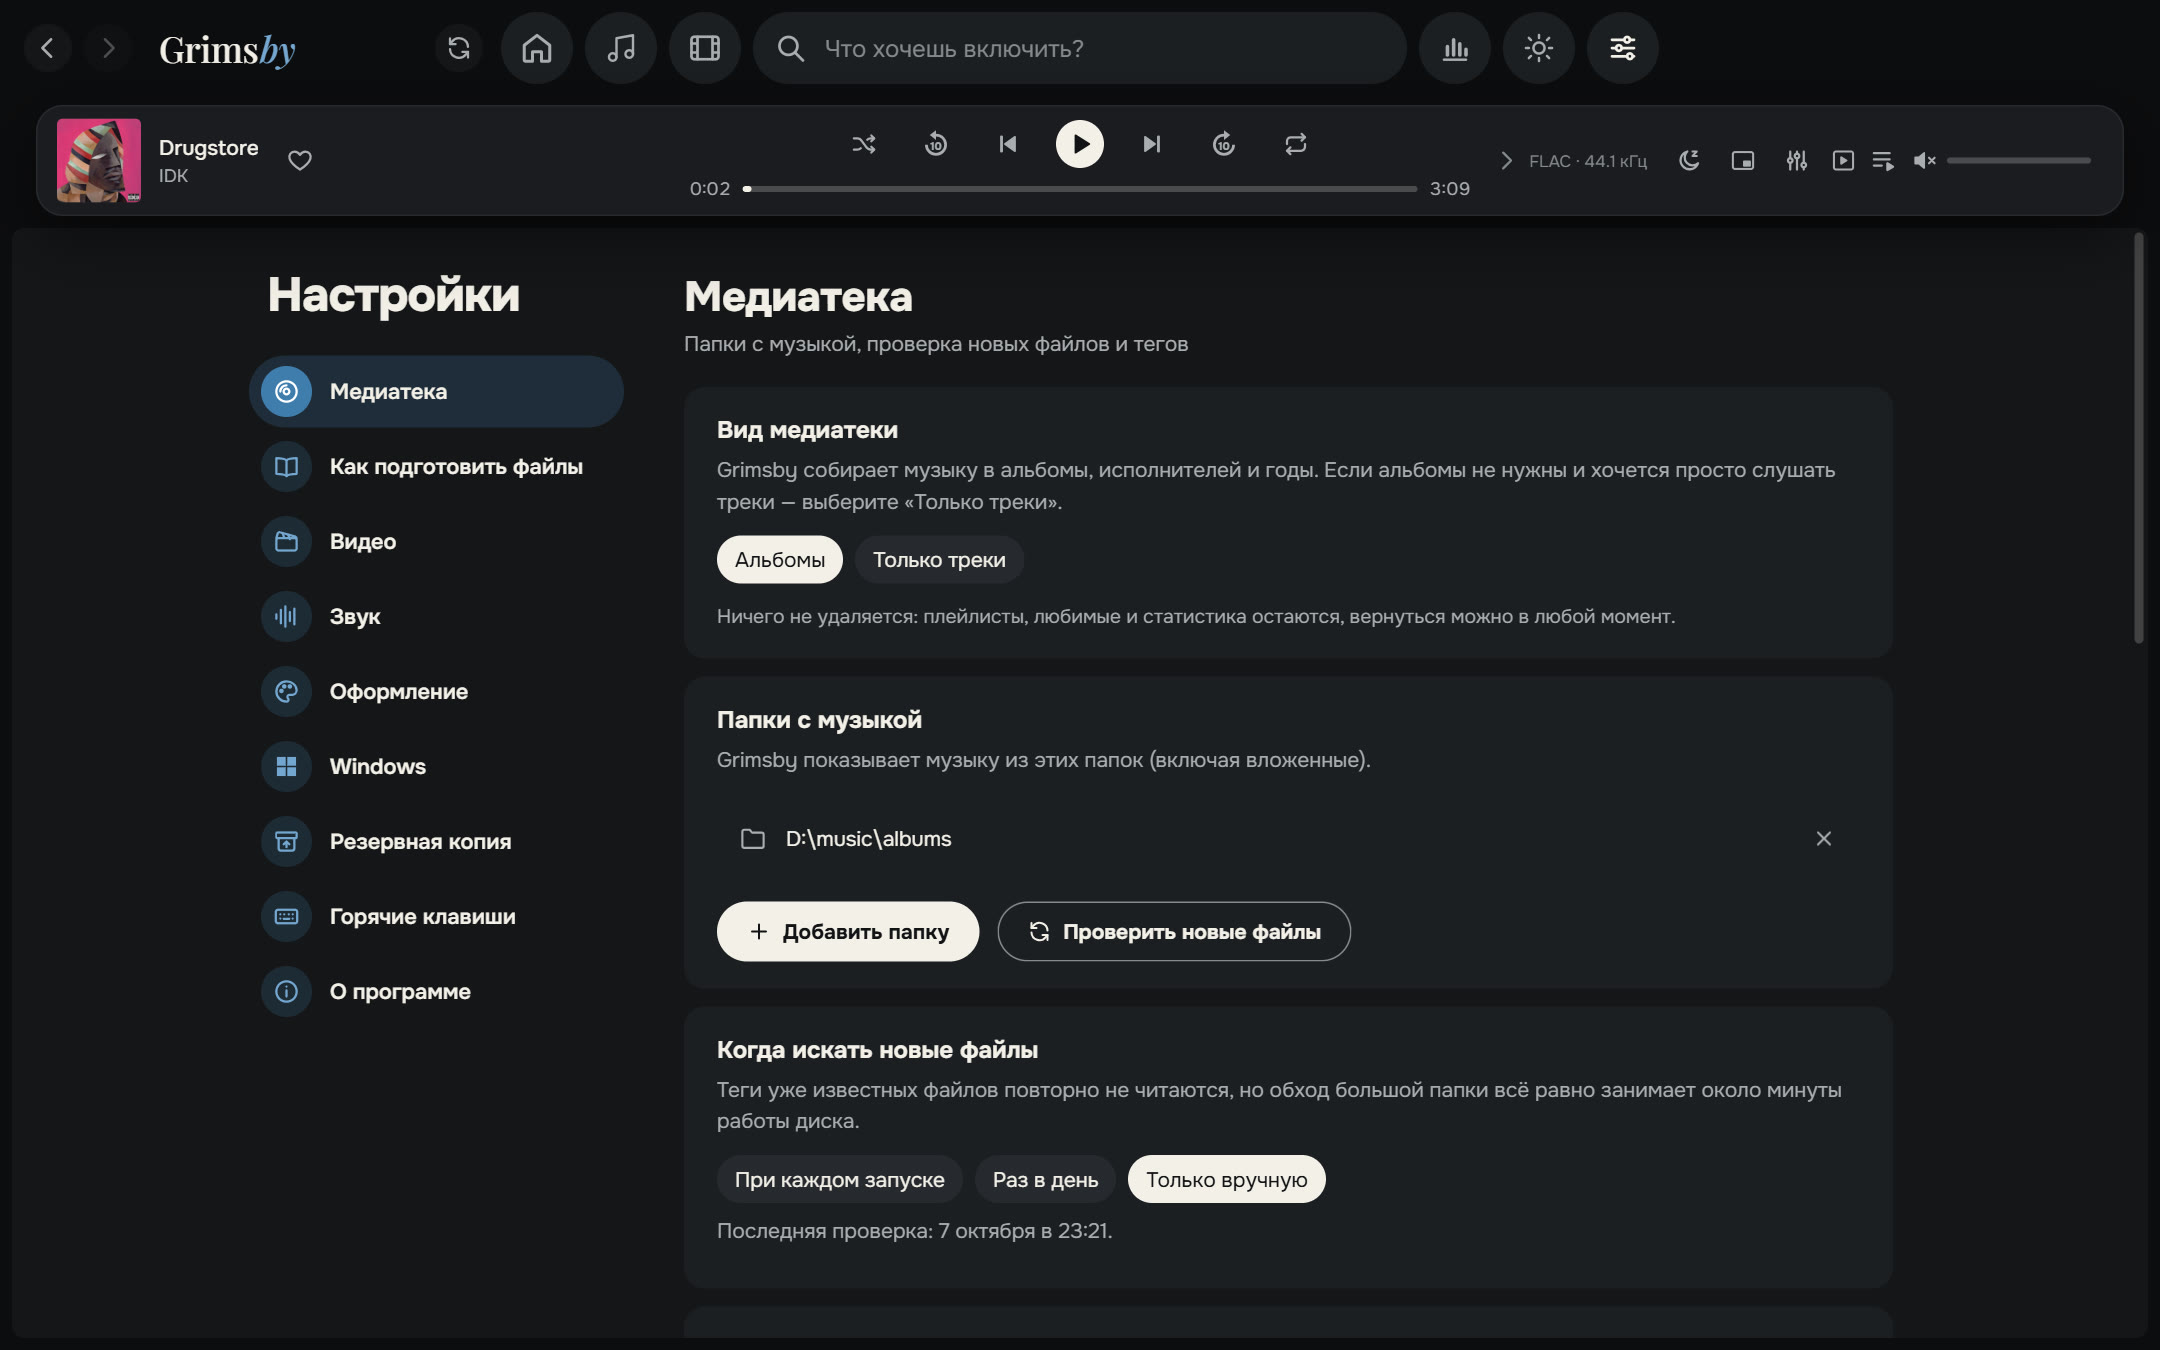 Grimsby
Что хочешь включить?
Drugstore
IDK
10
10
0:02
3:09
FLAC · 44.1 кГц
Настройки
Медиатека
Как подготовить файлы
Видео
Звук
Оформление
Windows
Резервная копия
Горячие клавиши
О программе
Медиатека
Папки с музыкой, проверка новых файлов и тегов
Вид медиатеки
Grimsby собирает музыку в альбомы, исполнителей и годы. Если альбомы не нужны и хочется просто слушать
треки — выберите «Только треки».
Альбомы
Только треки
Ничего не удаляется: плейлисты, любимые и статистика остаются, вернуться можно в любой момент.
Папки с музыкой
Grimsby показывает музыку из этих папок (включая вложенные).
D:\music\albums
Добавить папку
Проверить новые файлы
Когда искать новые файлы
Теги уже известных файлов повторно не читаются, но обход большой папки всё равно занимает около минуты
работы диска.
При каждом запуске
Раз в день
Только вручную
Последняя проверка: 7 октября в 23:21.